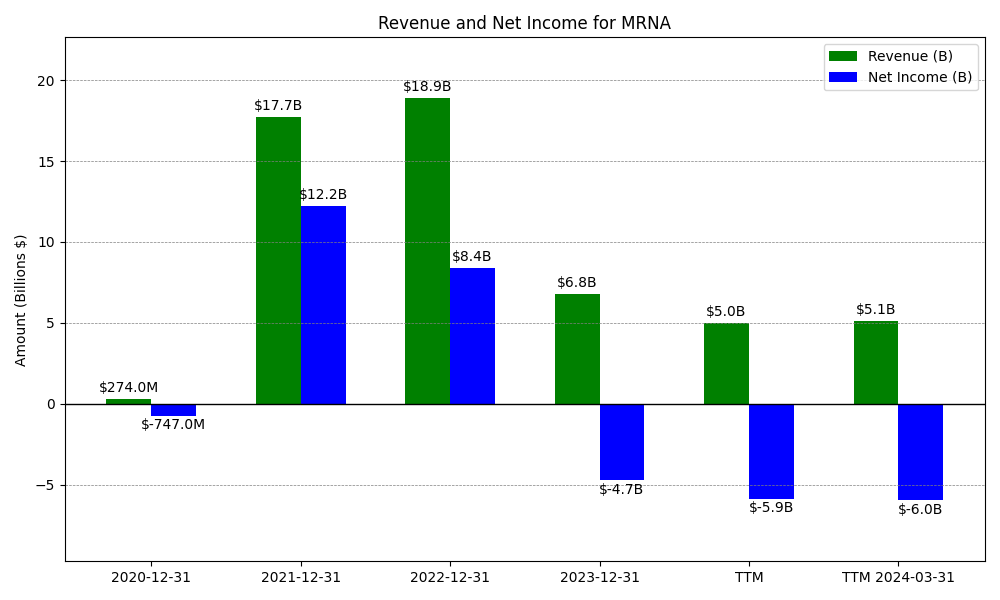 Revenue and Net Income for MRNA
Revenue (B)
Net Income (B)
Amount (Billions $)
20
15
10
5
0
−5
$274.0M
$-747.0M
$17.7B
$12.2B
$18.9B
$8.4B
$6.8B
$-4.7B
$5.0B
$-5.9B
$5.1B
$-6.0B
2020-12-31
2021-12-31
2022-12-31
2023-12-31
TTM
TTM 2024-03-31